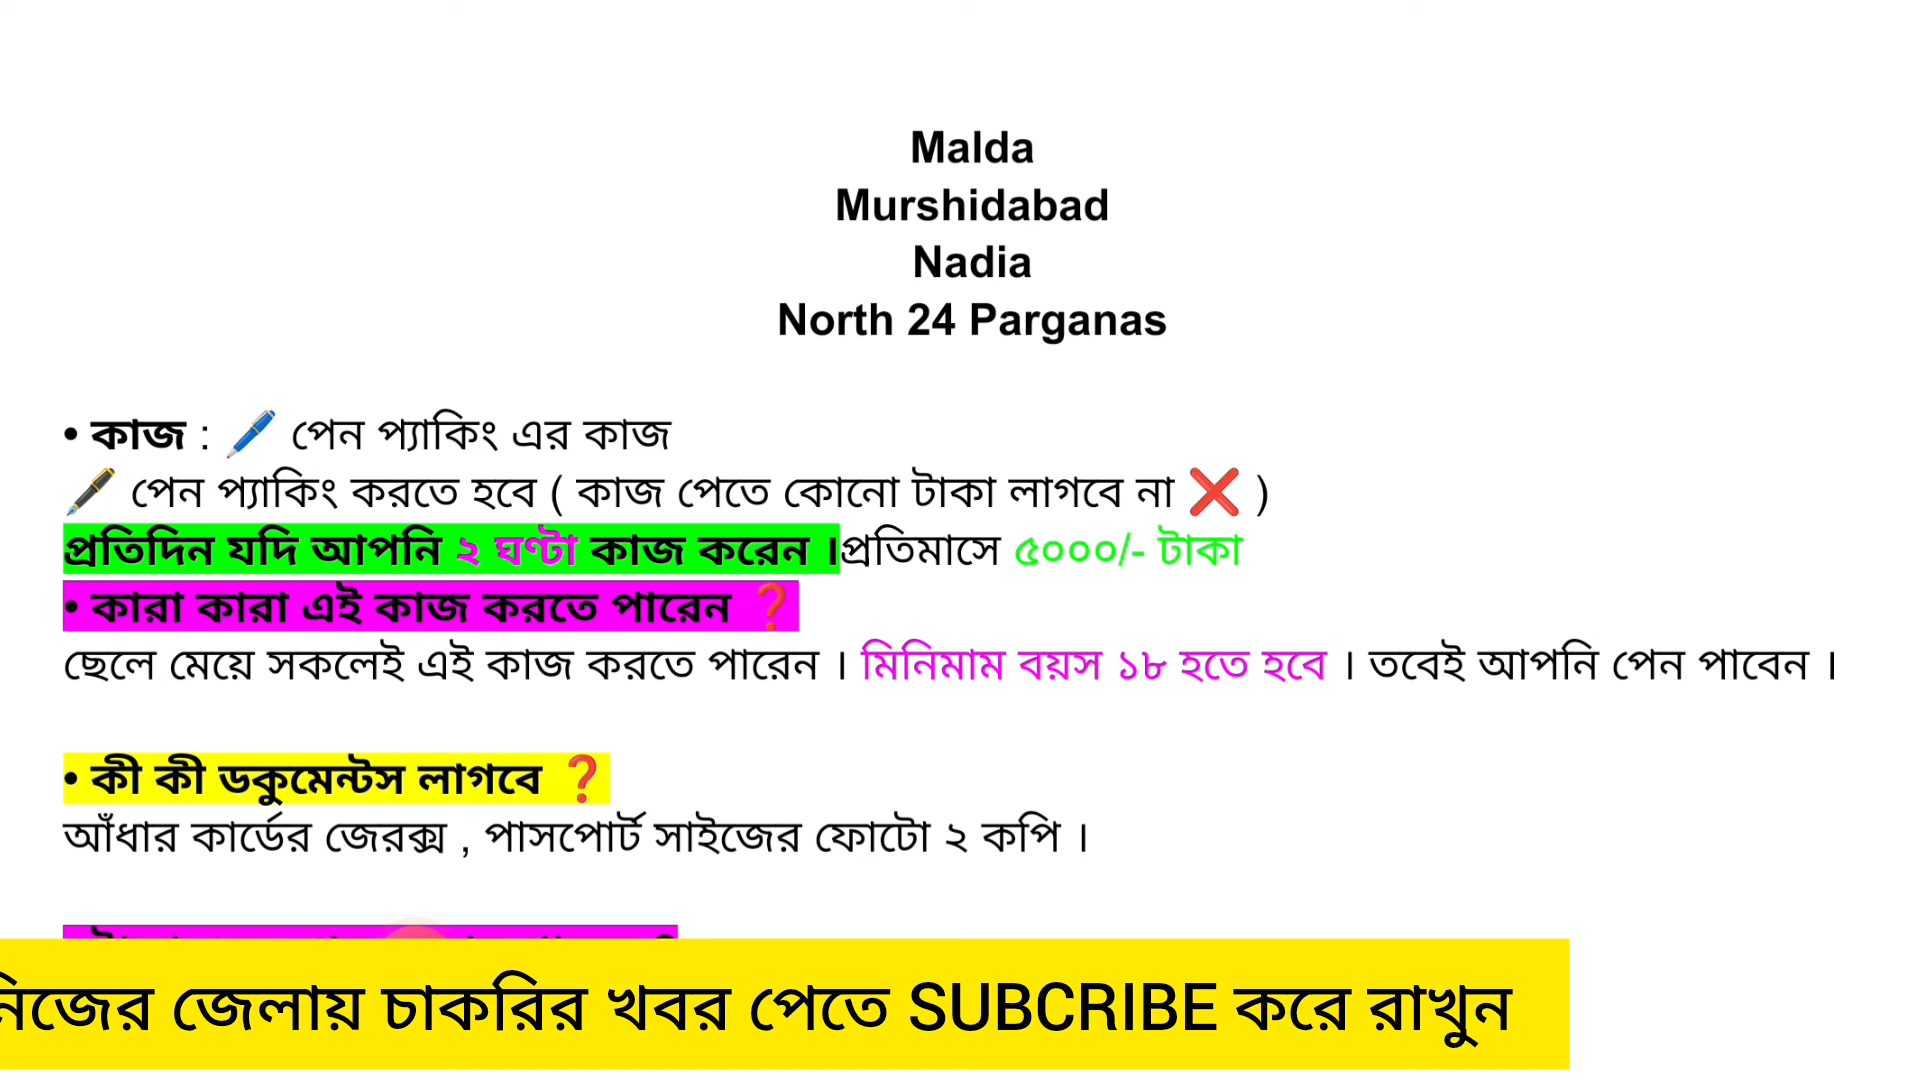 Malda
Murshidabad
Nadia
North 24 Parganas
• কাজ : 🖊️ পেন প্যাকিং এর কাজ
🖋️ পেন প্যাকিং করতে হবে ( কাজ পেতে কোনো টাকা লাগবে না ❌ )
প্রতিদিন যদি আপনি ২ ঘণ্টা কাজ করেন ।প্রতিমাসে ৫০০০/- টাকা
• কারা কারা এই কাজ করতে পারেন ❓
ছেলে মেয়ে সকলেই এই কাজ করতে পারেন । মিনিমাম বয়স ১৮ হতে হবে । তবেই আপনি পেন পাবেন ।
• কী কী ডকুমেন্টস লাগবে ❓
আঁধার কার্ডের জেরক্স , পাসপোর্ট সাইজের ফোটো ২ কপি ।
নিজের জেলায় চাকরির খবর পেতে SUBCRIBE করে রাখুন